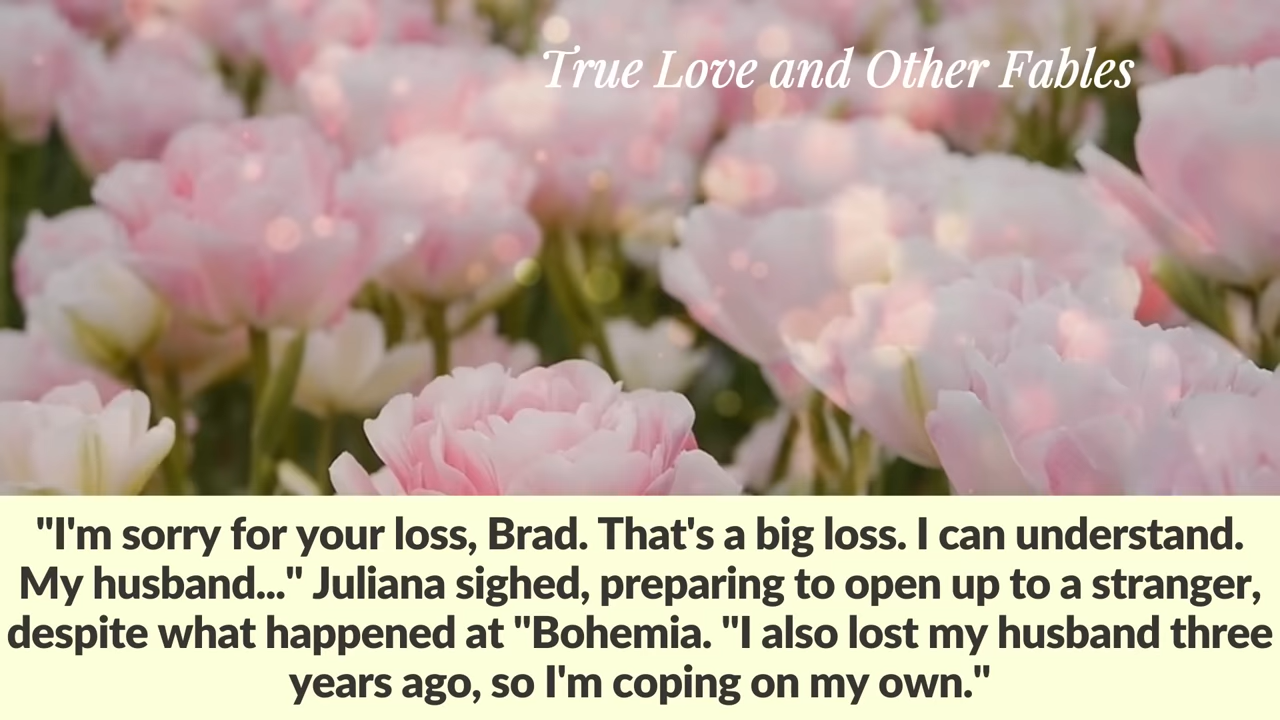 True Love and Other Fables
"I'm sorry for your loss, Brad. That's a big loss. I can understand.
My husband..." Juliana sighed, preparing to open up to a stranger,
despite what happened at "Bohemia. "I also lost my husband three
years ago, so I'm coping on my own."